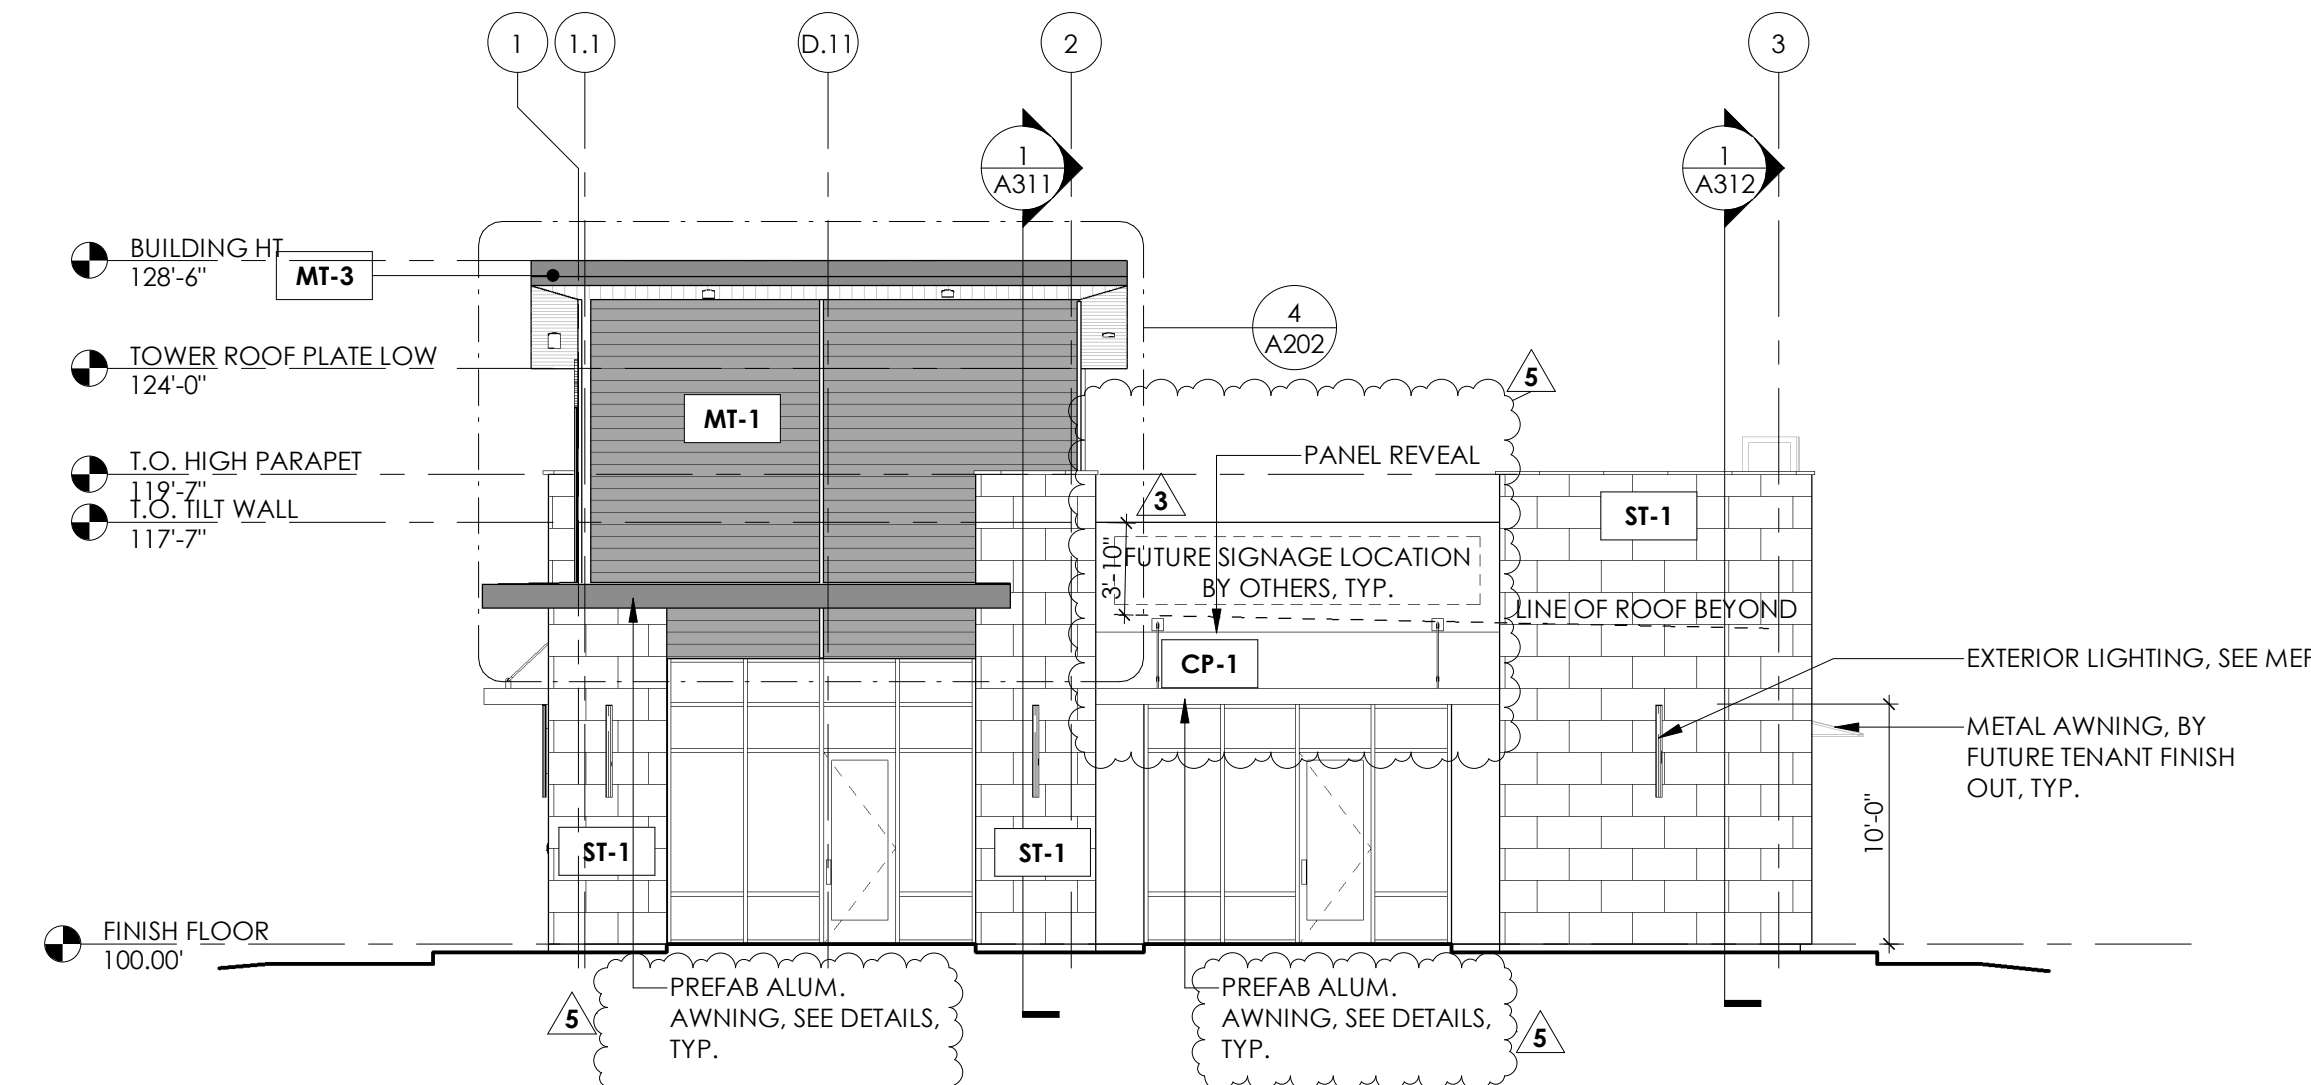 1
1.1
D.11
2
3
1
A311
1
A312
BUILDING HT
128'-6"
MT-3
4
A202
TOWER ROOF PLATE LOW
124'-0"
5
MT-1
PANEL REVEAL
T.O. HIGH PARAPET
119'-7"
3
T.O. TILT WALL
117'-7"
ST-1
3'-10"
FUTURE SIGNAGE LOCATION
BY OTHERS, TYP.
LINE OF ROOF BEYOND
CP-1
EXTERIOR LIGHTING, SEE MEP
METAL AWNING, BY
FUTURE TENANT FINISH
OUT, TYP.
10'-0"
ST-1
ST-1
FINISH FLOOR
100.00'
PREFAB ALUM.
AWNING, SEE DETAILS,
TYP.
5
PREFAB ALUM.
AWNING, SEE DETAILS,
TYP.
5